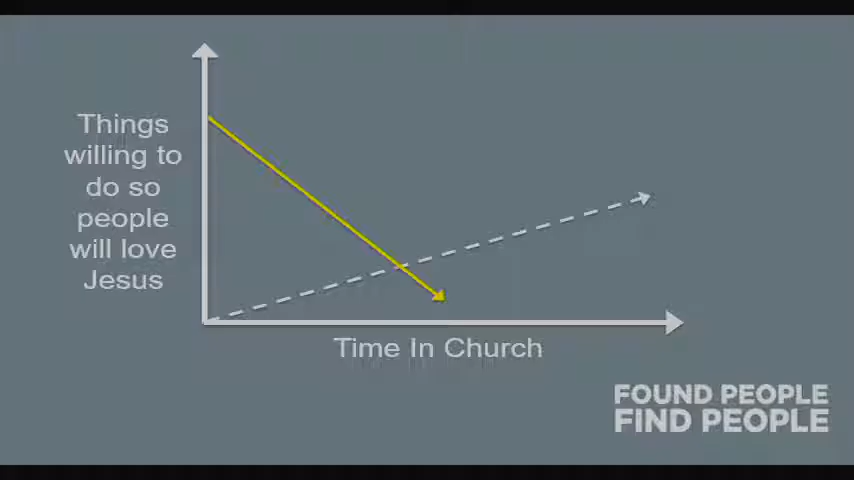 Things
willing to
do so
people
will love
Jesus
Time In Church
FOUND PEOPLE
FIND PEOPLE